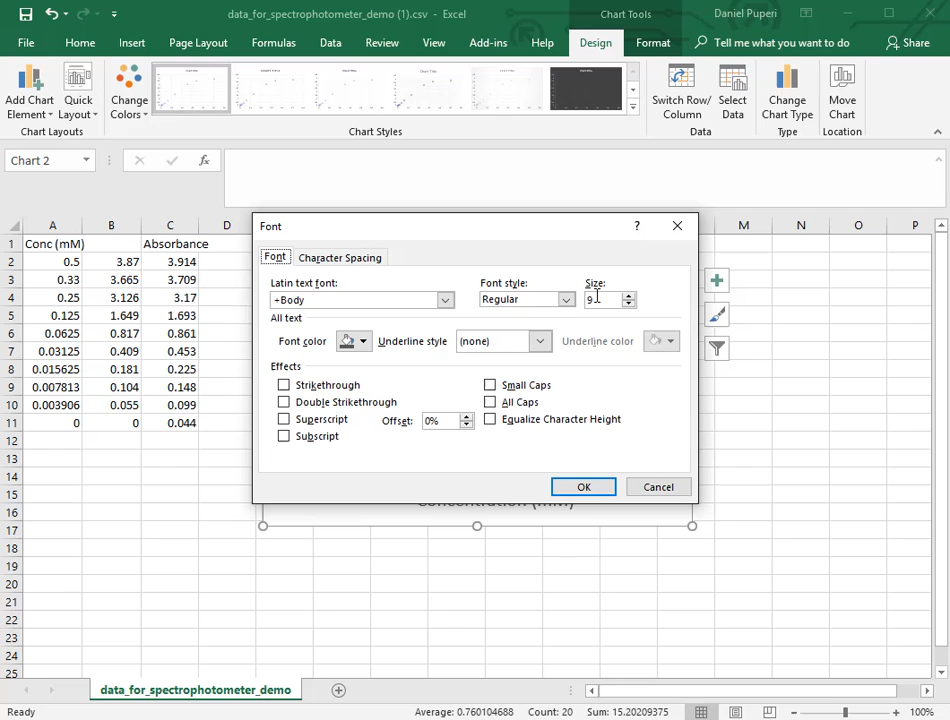 data_for_spectrophotometer_demo (1).csv - Excel
Chart Tools
Daniel Puperi
File Home Insert Page Layout Formulas Data Review View Add-ins Help Design Format Tell me what you want to do Share
Add Chart Element
Quick Layout
Change Colors
Switch Row/ Column
Select Data
Change Chart Type
Move Chart
Chart Layouts
Chart Styles
Data
Type
Location
Chart 2
fx
A B C D M N O P
1 Conc (mM) Absorbance
2 0.5 3.87 3.914
3 0.33 3.665 3.709
4 0.25 3.126 3.17
5 0.125 1.649 1.693
6 0.0625 0.817 0.861
7 0.03125 0.409 0.453
8 0.015625 0.181 0.225
9 0.007813 0.104 0.148
10 0.003906 0.055 0.099
11 0 0 0.044
12
13
14
15
16
17
18
19
20
21
22
23
24
25
Font
?
Font Character Spacing
Latin text font: Font style: Size:
+Body Regular 9
All text
Font color Underline style (none) Underline color
Effects
Strikethrough Small Caps
Double Strikethrough All Caps
Superscript Offset: 0% Equalize Character Height
Subscript
OK Cancel
data_for_spectrophotometer_demo
Ready Average: 0.760104688 Count: 20 Sum: 15.20209375 100%